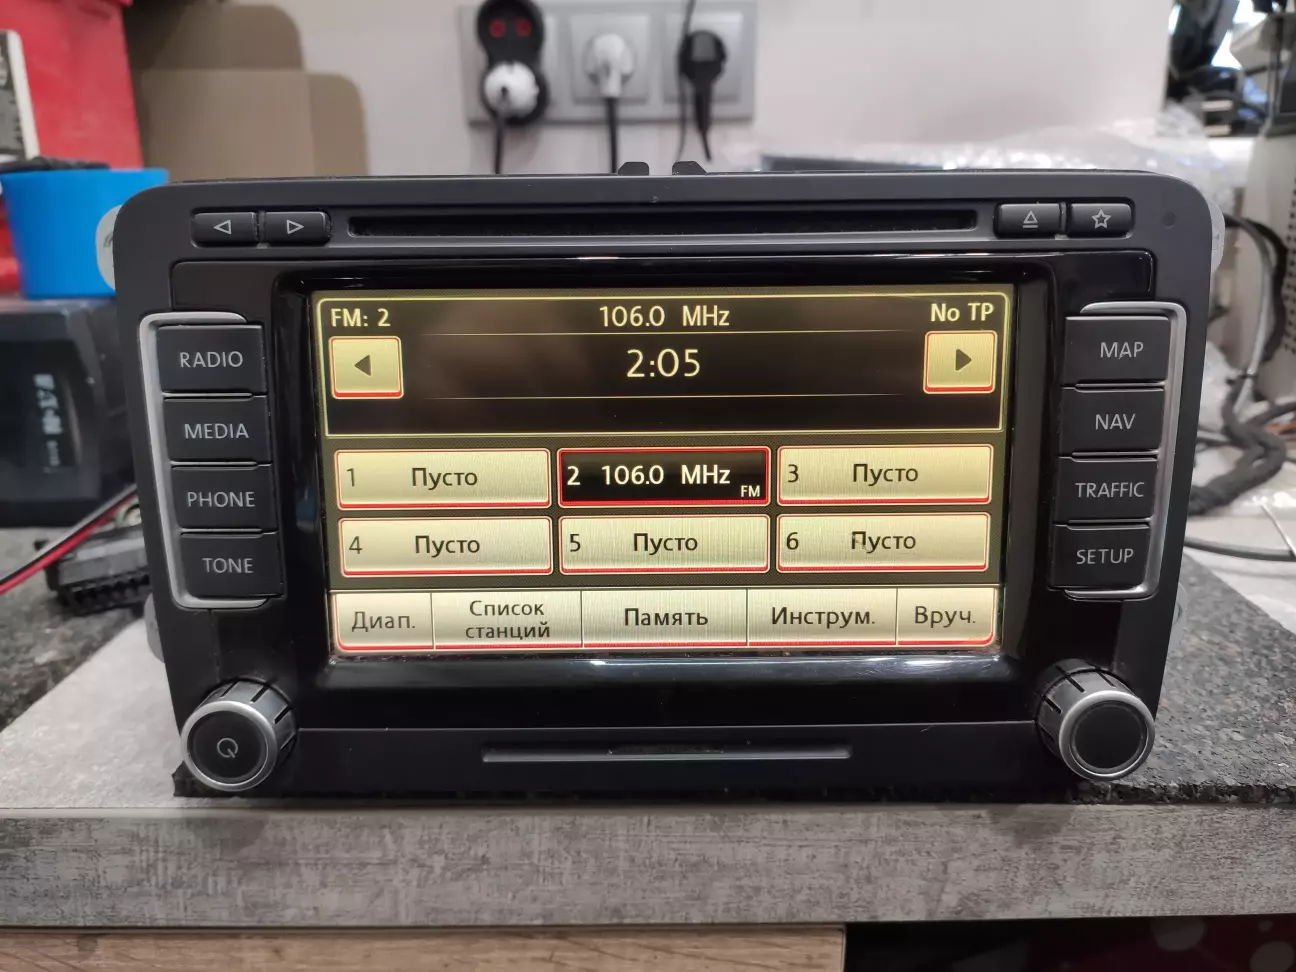 FM: 2 106.0 MHz No TP
2:05
RADIO
MEDIA
PHONE
TONE
1 Пусто
2 106.0 MHz FM
3 Пусто
4 Пусто
5 Пусто
6 Пусто
Диап.
Список
станций
Память
Инструм.
Вруч.
MAP
NAV
TRAFFIC
SETUP